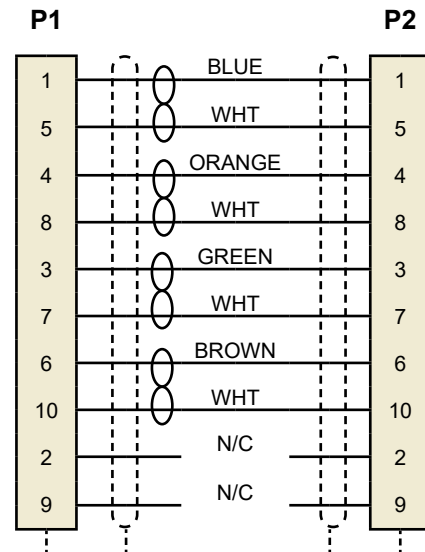 P1 P2
1 BLUE 1
5 WHT 5
4 ORANGE 4
8 WHT 8
3 GREEN 3
7 WHT 7
6 BROWN 6
10 WHT 10
2 N/C 2
9 N/C 9